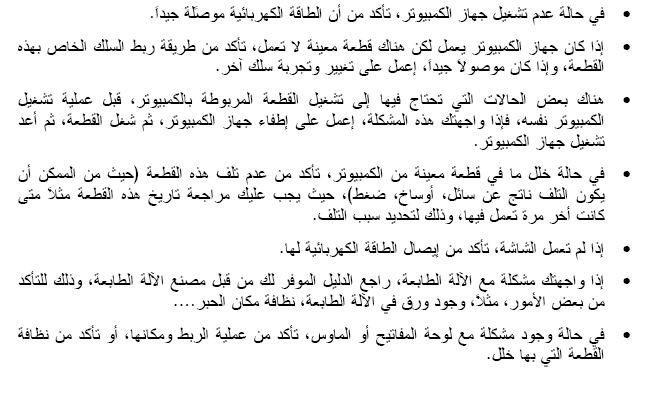 • في حالة عدم تشغيل جهاز الكمبيوتر، تأكد من أن الطاقة الكهربائية موصلّة جيداً.
• إذا كان جهاز الكمبيوتر يعمل لكن هناك قطعة معينة لا تعمل، تأكد من طريقة ربط السلك الخاص بهذه
القطعة، وإذا كان موصولاً جيداً، إعمل على تغيير وتجربة سلك آخر.
• هناك بعض الحالات التي تحتاج فيها إلى تشغيل القطعة المربوطة بالكمبيوتر، قبل عملية تشغيل
الكمبيوتر نفسه، فإذا واجهتك هذه المشكلة، إعمل على إطفاء جهاز الكمبيوتر، ثم شغل القطعة، ثم أعد
تشغيل جهاز الكمبيوتر.
• في حالة خلل ما في قطعة معينة من الكمبيوتر، تأكد من عدم تلف هذه القطعة (حيث من الممكن أن
يكون التلف ناتج عن سائل، أوساخ، ضغط)، حيث يجب عليك مراجعة تاريخ هذه القطعة مثلاً متى
كانت أخر مرة تعمل فيها، وذلك لتحديد سبب التلف.
• إذا لم تعمل الشاشة، تأكد من إيصال الطاقة الكهربائية لها.
• إذا واجهتك مشكلة مع الآلة الطابعة، راجع الدليل الموفر لك من قبل مصنع الآلة الطابعة، وذلك للتأكد
من بعض الأمور، مثلاً، وجود ورق في الآلة الطابعة، نظافة مكان الحبر....
• في حالة وجود مشكلة مع لوحة المفاتيح أو الماوس، تأكد من عملية الربط ومكانها، أو تأكد من نظافة
القطعة التي بها خلل.